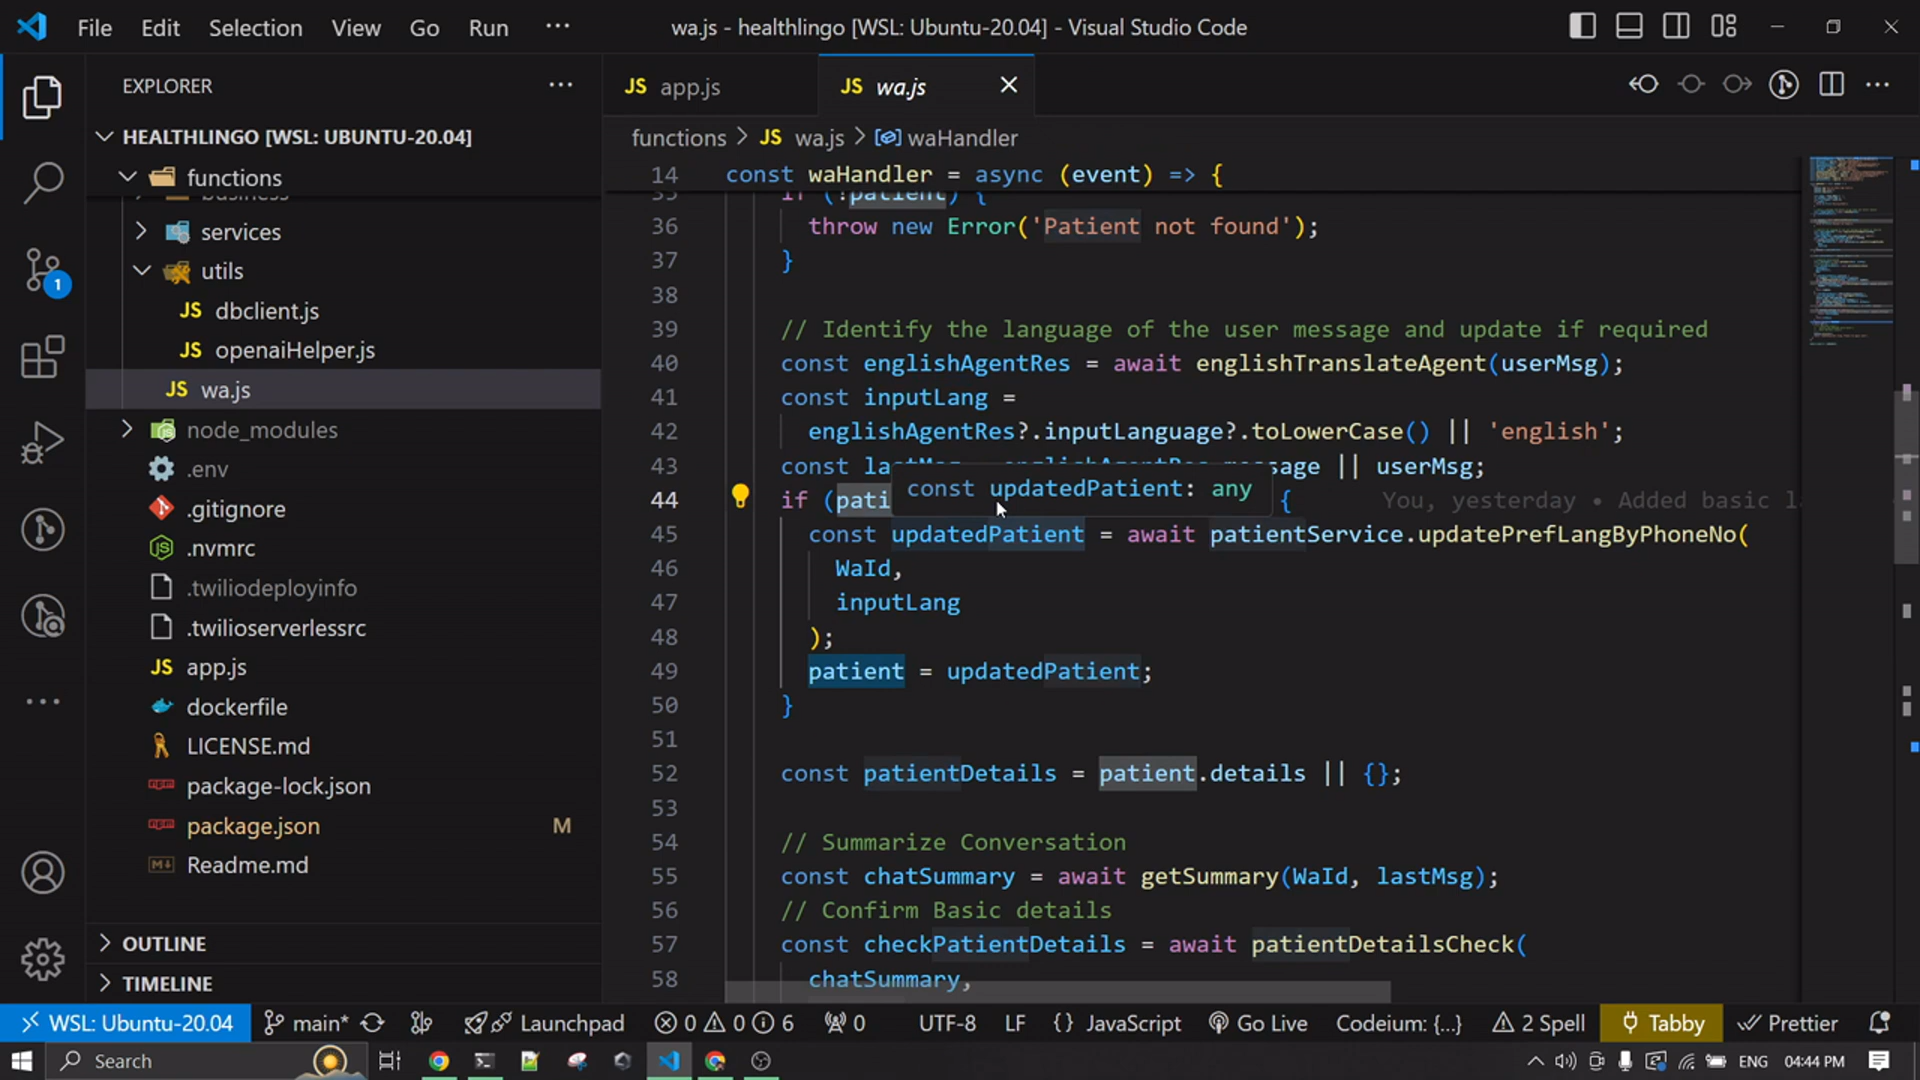 File Edit Selection View Go Run ···
wa.js - healthlingo [WSL: Ubuntu-20.04] - Visual Studio Code
EXPLORER ···
HEALTHLINGO [WSL: UBUNTU-20.04]
functions
business
services
utils
JS dbclient.js
JS openaiHelper.js
JS wa.js
node_modules
.env
.gitignore
.nvmrc
.twiliodeployinfo
.twilioserverlessrc
JS app.js
dockerfile
LICENSE.md
package-lock.json
package.json M
Readme.md
OUTLINE
TIMELINE
1
JS app.js
JS wa.js
functions > JS wa.js > waHandler
14 const waHandler = async (event) => {
35 if (!patient) {
36 throw new Error('Patient not found');
37 }
38
39 // Identify the language of the user message and update if required
40 const englishAgentRes = await englishTranslateAgent(userMsg);
41 const inputLang =
42 englishAgentRes?.inputLanguage?.toLowerCase() || 'english';
43 const lastMsg = englishAgentRes.message || userMsg;
const updatedPatient: any
44 if (pati { You, yesterday • Added basic l
45 const updatedPatient = await patientService.updatePrefLangByPhoneNo(
46 WaId,
47 inputLang
48 );
49 patient = updatedPatient;
50 }
51
52 const patientDetails = patient.details || {};
53
54 // Summarize Conversation
55 const chatSummary = await getSummary(WaId, lastMsg);
56 // Confirm Basic details
57 const checkPatientDetails = await patientDetailsCheck(
58 chatSummary,
WSL: Ubuntu-20.04 main* Launchpad 0 0 6 0 UTF-8 LF {} JavaScript Go Live Codeium: {...} 2 Spell Tabby Prettier
Search ENG 04:44 PM